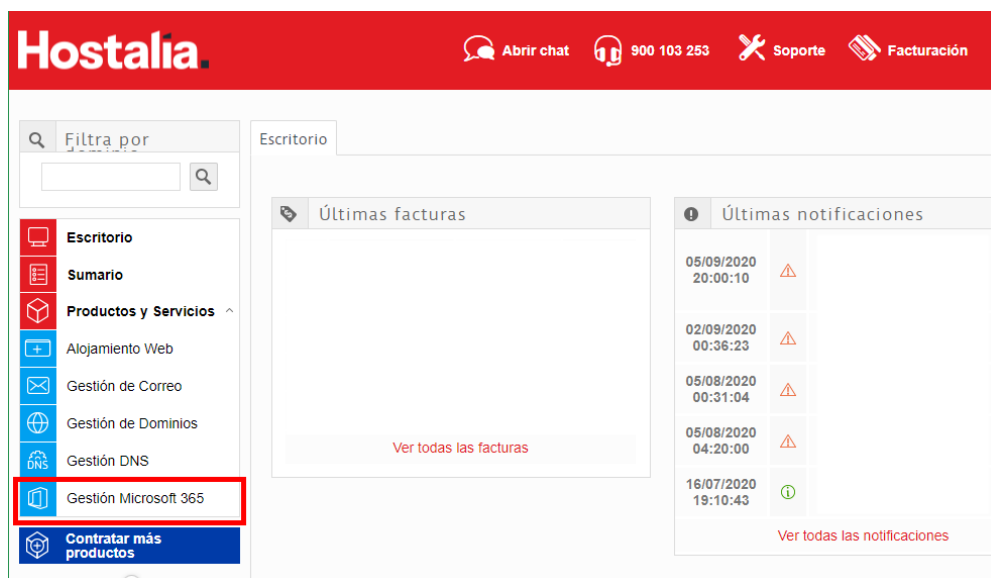 Hostalia.
Abrir chat
900 103 253
Soporte
Facturación
Filtra por
Escritorio
Últimas facturas
Últimas notificaciones
Escritorio
Sumario
Productos y Servicios
Alojamiento Web
Gestión de Correo
Gestión de Dominios
DNS
Gestión DNS
Gestión Microsoft 365
Contratar más
productos
Ver todas las facturas
05/09/2020
20:00:10
02/09/2020
00:36:23
05/08/2020
00:31:04
05/08/2020
04:20:00
16/07/2020
19:10:43
Ver todas las notificaciones